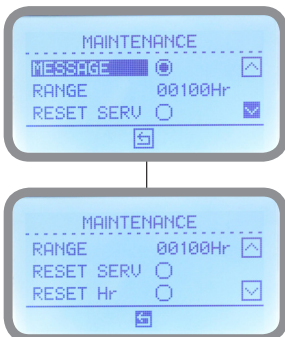 MAINTENANCE
MESSAGE
RANGE 00100Hr
RESET SERV
MAINTENANCE
RANGE 00100Hr
RESET SERV
RESET Hr